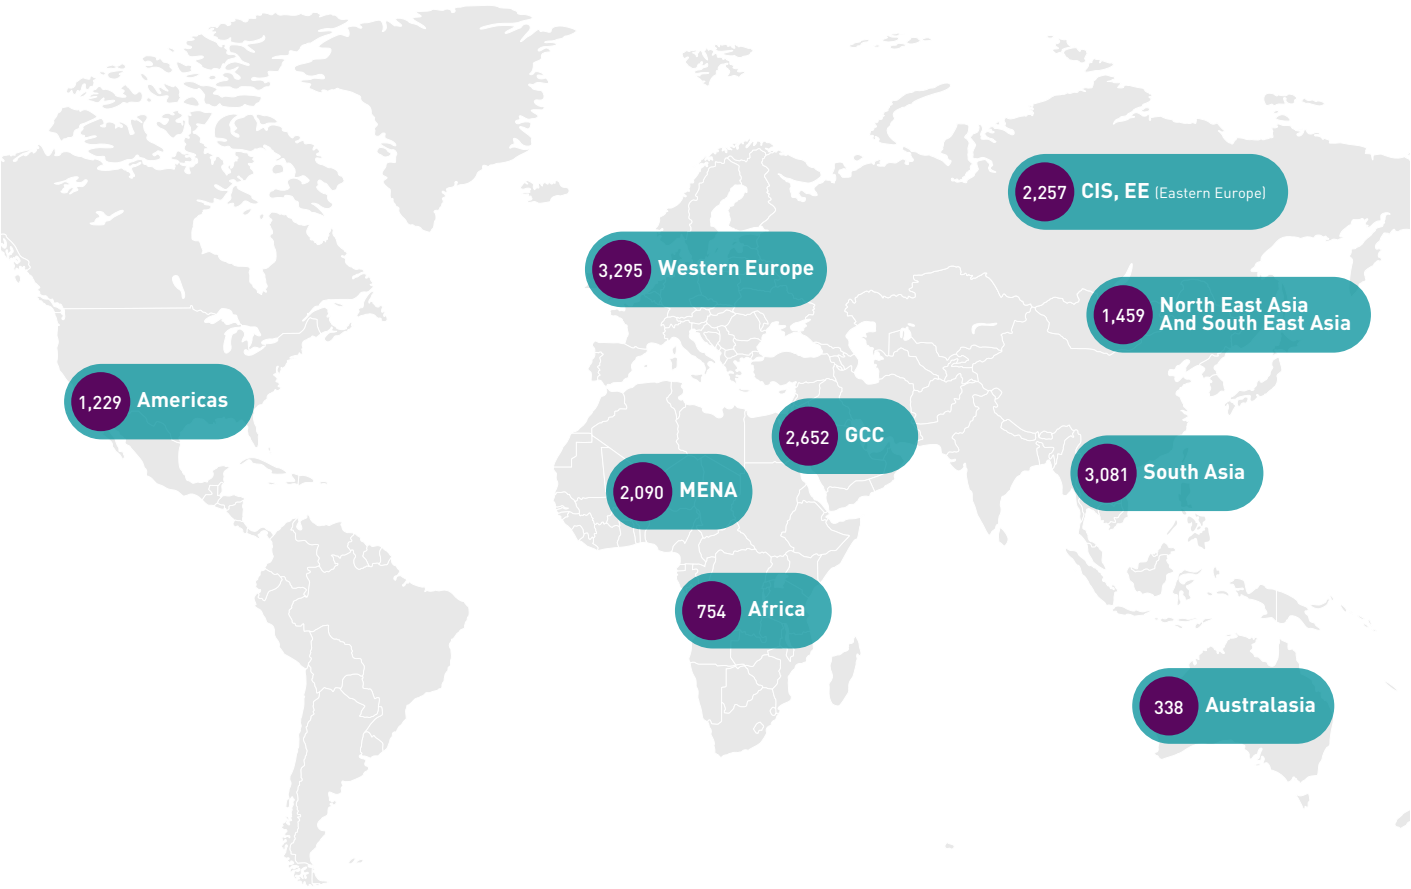 2,257 CIS, EE (Eastern Europe)
3,295 Western Europe
1,459 North East Asia
And South East Asia
1,229 Americas
2,652 GCC
3,081 South Asia
2,090 MENA
754 Africa
338 Australasia